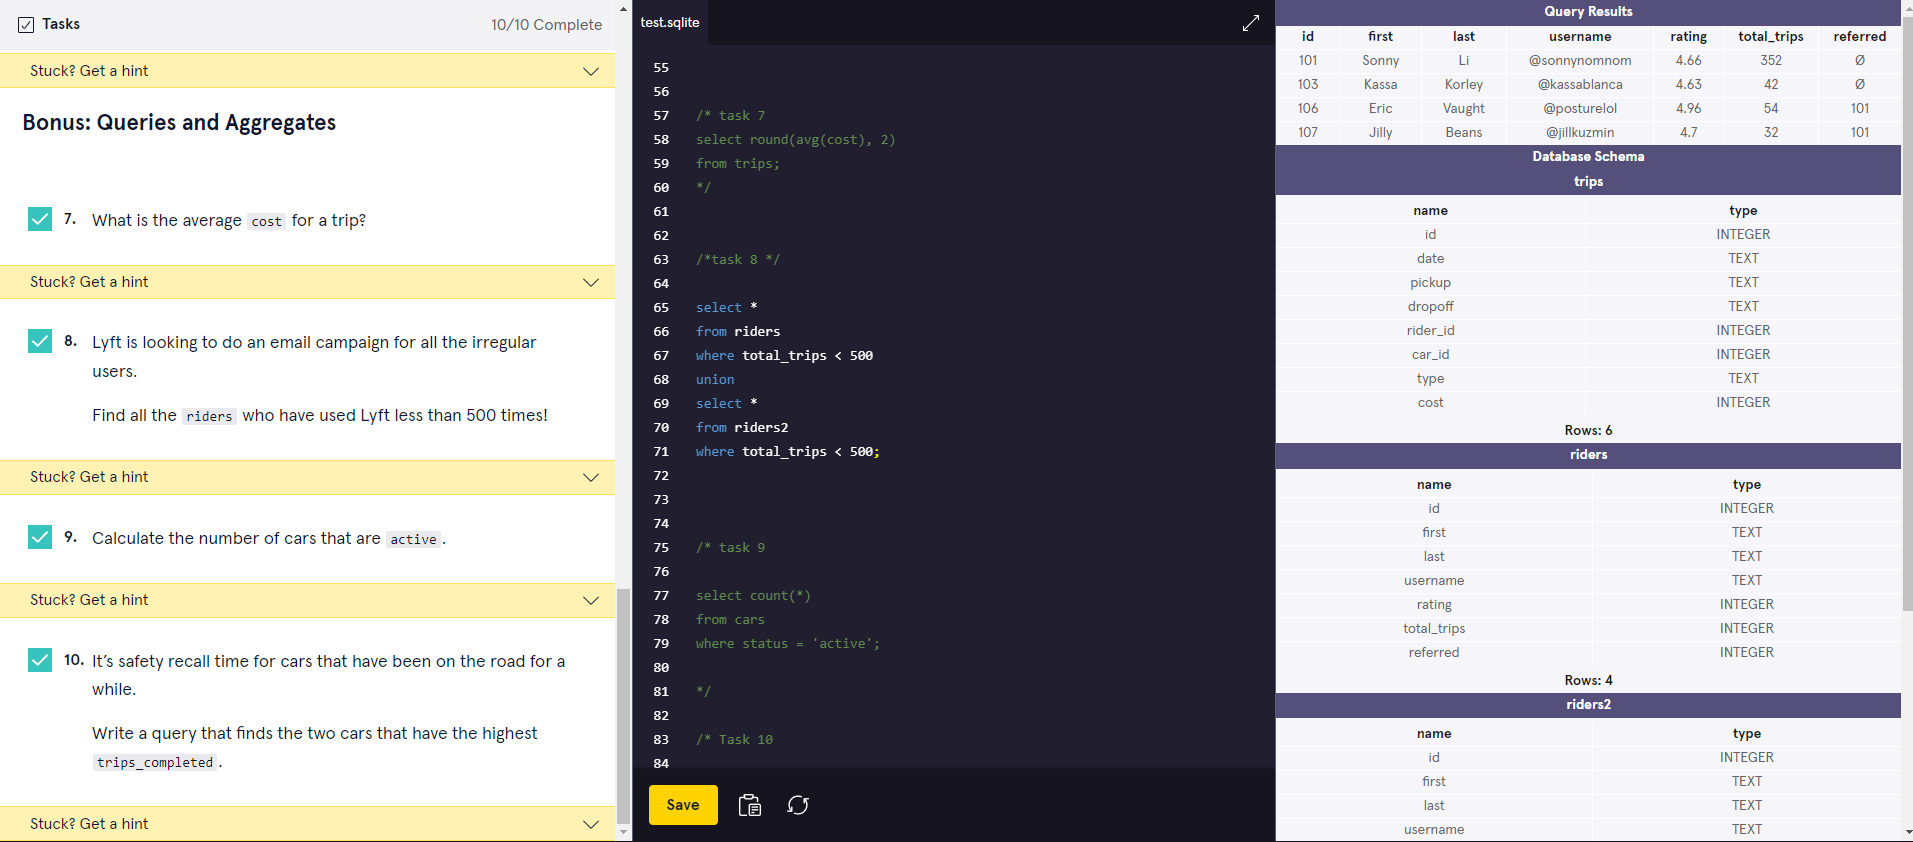 Tasks
10/10 Complete
Stuck? Get a hint
Bonus: Queries and Aggregates
7. What is the average cost for a trip?
Stuck? Get a hint
8. Lyft is looking to do an email campaign for all the irregular
users.
Find all the riders who have used Lyft less than 500 times!
Stuck? Get a hint
9. Calculate the number of cars that are active.
Stuck? Get a hint
10. It’s safety recall time for cars that have been on the road for a
while.
Write a query that finds the two cars that have the highest
trips_completed.
Stuck? Get a hint
test.sqlite
55
56
57 /* task 7
58 select round(avg(cost), 2)
59 from trips;
60 */
61
62
63 /*task 8 */
64
65 select *
66 from riders
67 where total_trips < 500
68 union
69 select *
70 from riders2
71 where total_trips < 500;
72
73
74
75 /* task 9
76
77 select count(*)
78 from cars
79 where status = 'active';
80
81 */
82
83 /* Task 10
84
Save
Query Results
id first last username rating total_trips referred
101 Sonny Li @sonnynomnom 4.66 352 Ø
103 Kassa Korley @kassablanca 4.63 42 Ø
106 Eric Vaught @posturelol 4.96 54 101
107 Jilly Beans @jillkuzmin 4.7 32 101
Database Schema
trips
name type
id INTEGER
date TEXT
pickup TEXT
dropoff TEXT
rider_id INTEGER
car_id INTEGER
type TEXT
cost INTEGER
Rows: 6
riders
name type
id INTEGER
first TEXT
last TEXT
username TEXT
rating INTEGER
total_trips INTEGER
referred INTEGER
Rows: 4
riders2
name type
id INTEGER
first TEXT
last TEXT
username TEXT